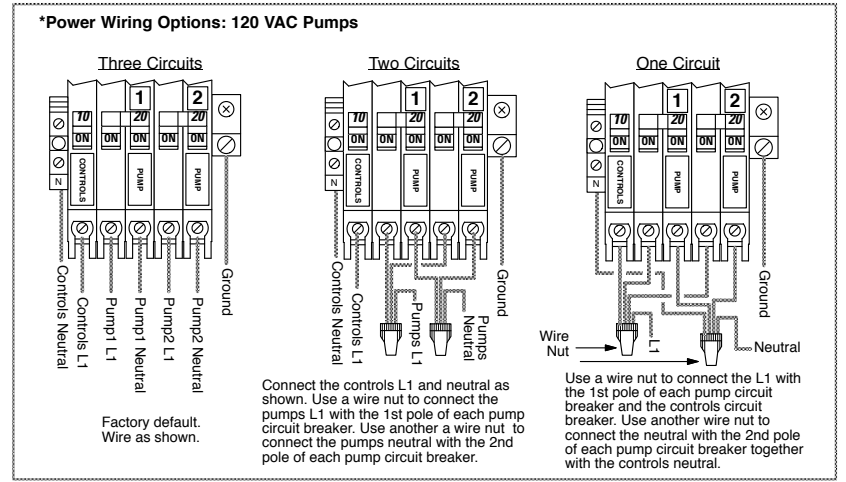 *Power Wiring Options: 120 VAC Pumps
Three Circuits
1
2
10
20
20
ON
ON
ON
ON
ON
CONTROLS
PUMP
PUMP
N
Controls Neutral
Controls L1
Pump1 L1
Pump1 Neutral
Pump2 L1
Pump2 Neutral
Ground
Factory default.
Wire as shown.
Two Circuits
1
2
10
20
20
ON
ON
ON
ON
ON
CONTROLS
PUMP
PUMP
N
Controls Neutral
Controls L1
Pumps L1
Pumps
Neutral
Ground
Connect the controls L1 and neutral as
shown. Use a wire nut to connect the
pumps L1 with the 1st pole of each pump
circuit breaker. Use another a wire nut to
connect the pumps neutral with the 2nd
pole of each pump circuit breaker.
One Circuit
1
2
10
20
20
ON
ON
ON
ON
ON
CONTROLS
PUMP
PUMP
N
Ground
Wire
Nut
L1
Neutral
Use a wire nut to connect the L1 with
the 1st pole of each pump circuit
breaker and the controls circuit
breaker. Use another wire nut to
connect the neutral with the 2nd pole
of each pump circuit breaker together
with the controls neutral.